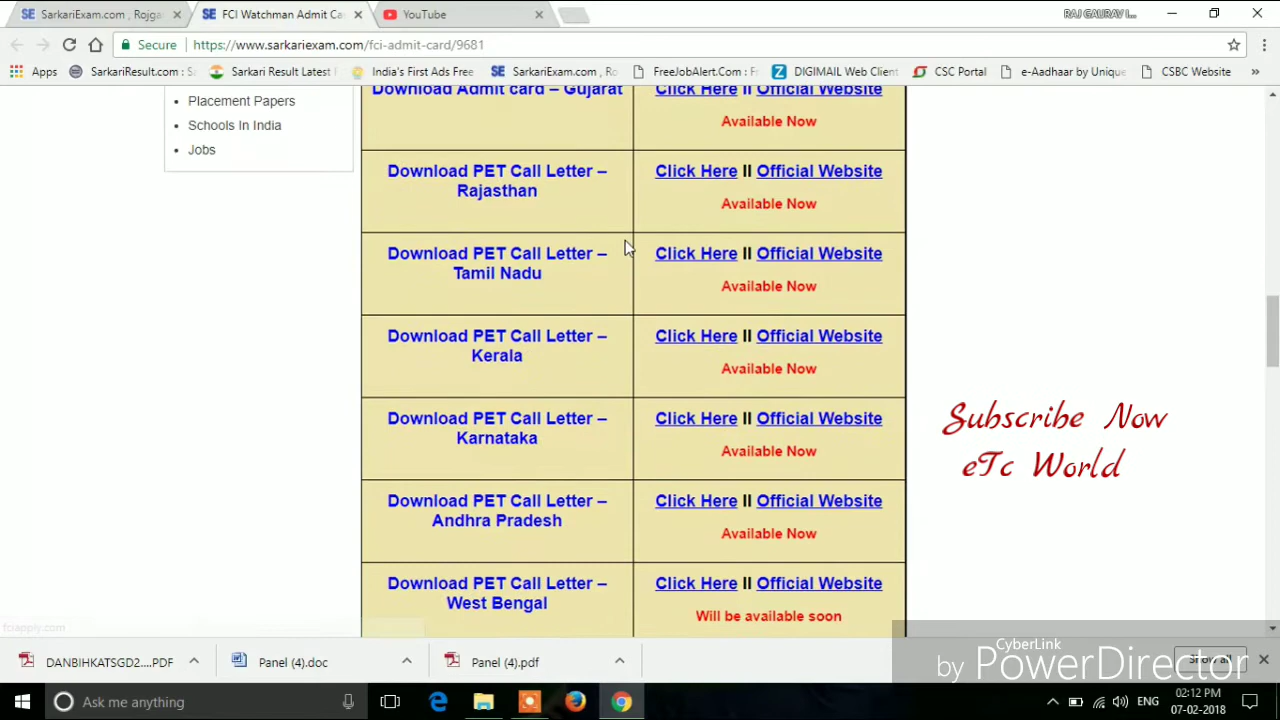 SarkariExam.com , Rojga
FCI Watchman Admit Ca
YouTube
RAJ GAURAV I...
Secure
https://www.sarkariexam.com/fci-admit-card/9681
Apps
SarkariResult.com : S
Sarkari Result Latest
India's First Ads Free
SarkariExam.com , Ro
FreeJobAlert.Com : F
DIGIMAIL Web Client
CSC Portal
e-Aadhaar by Unique
CSBC Website
»
Placement Papers
Schools In India
Jobs
Download Admit card – Gujarat
Click Here II Official Website
Available Now
Download PET Call Letter –
Rajasthan
Click Here II Official Website
Available Now
Download PET Call Letter –
Tamil Nadu
Click Here II Official Website
Available Now
Download PET Call Letter –
Kerala
Click Here II Official Website
Available Now
Download PET Call Letter –
Karnataka
Click Here II Official Website
Available Now
Download PET Call Letter –
Andhra Pradesh
Click Here II Official Website
Available Now
Download PET Call Letter –
West Bengal
Click Here II Official Website
Will be available soon
Subscribe Now
eTc World
fciapply.com
DANBIHKATSGD2....PDF
Panel (4).doc
Panel (4).pdf
Show all
CyberLink
by PowerDirector
Ask me anything
ENG
02:12 PM
07-02-2018